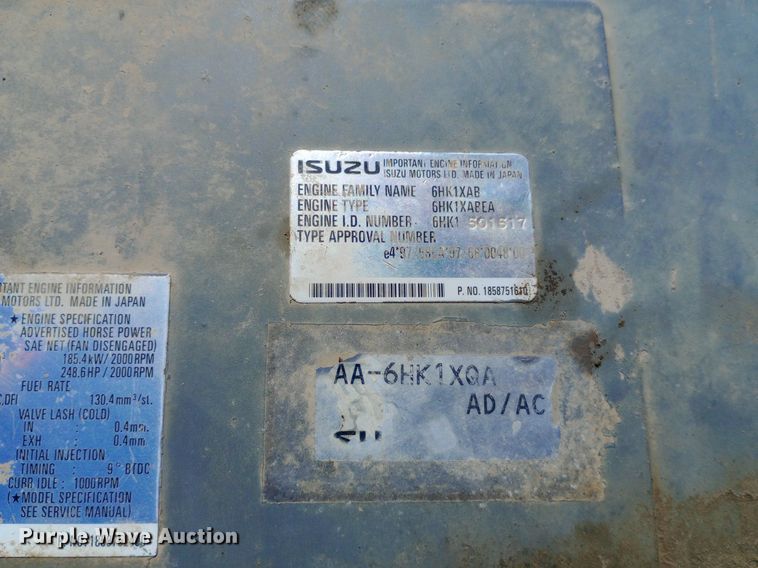 ISUZU IMPORTANT ENGINE INFORMATION
ISUZU MOTORS LTD. MADE IN JAPAN
ENGINE FAMILY NAME 6HK1XAB
ENGINE TYPE 6HK1XABEA
ENGINE I.D. NUMBER 6HK1 501517
TYPE APPROVAL NUMBER
P. NO.
AA-6HK1XQA
AD/AC
ENGINE INFORMATION
MOTORS LTD. MADE IN JAPAN
★ENGINE SPECIFICATION
ADVERTISED HORSE POWER
SAE NET (FAN DISENGAGED)
185.4kW/2000RPM
248.6HP/2000RPM
FUEL RATE
130.4mm³/st.
VALVE LASH (COLD)
IN : 0.4mm
EXH : 0.4mm
INITIAL INJECTION
TIMING : 9° BTDC
CURB IDLE : 1000RPM
(★MODEL SPECIFICATION
SEE SERVICE MANUAL)
Purple Wave Auction